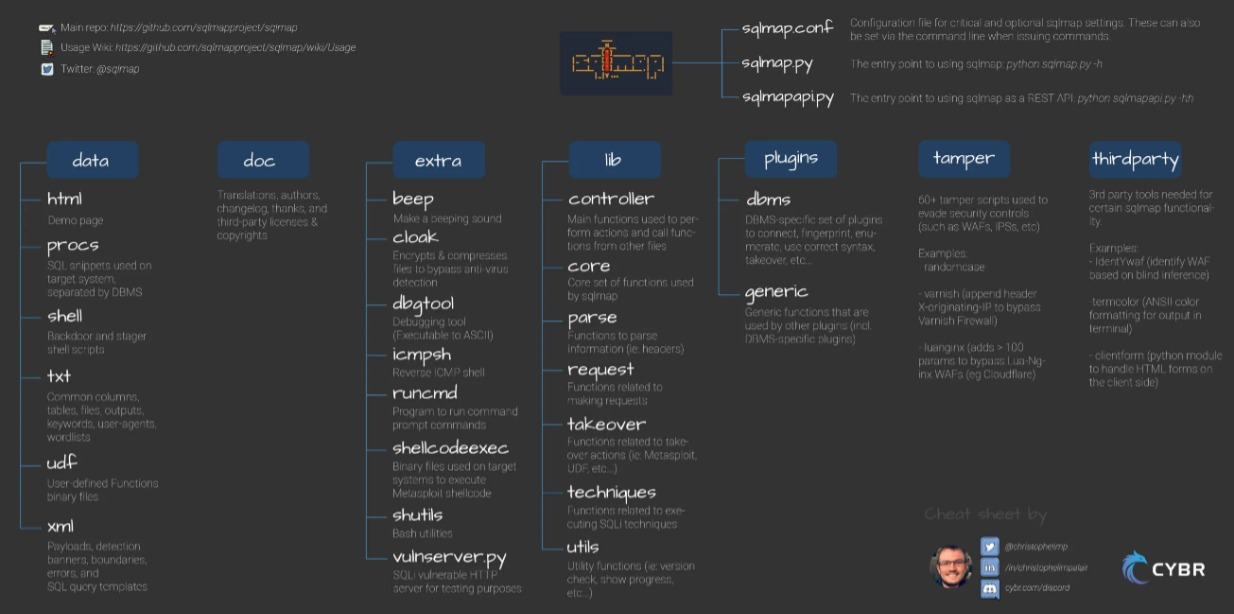 Main repo: https://github.com/sqlmapproject/sqlmap
Usage Wiki: https://github.com/sqlmapproject/sqlmap/wiki/Usage
Twitter: @sqlmap
sqlmap.conf
Configuration file for critical and optional sqlmap settings. These can also
be set via the command line when issuing commands.
sqlmap.py
The entry point to using sqlmap: python sqlmap.py -h
sqlmapapi.py
The entry point to using sqlmap as a REST API: python sqlmapapi.py -hh
data
html
Demo page
procs
SQL snippets used on
target system,
separated by DBMS
shell
Backdoor and stager
shell scripts
txt
Common columns,
tables, files, outputs,
keywords, user-agents,
wordlists
udf
User-defined Functions
binary files
xml
Payloads, detection
banners, boundaries,
errors, and
SQL query templates
doc
Translations, authors,
changelog, thanks, and
third-party licenses &
copyrights
extra
beep
Make a beeping sound
cloak
Encrypts & compresses
files to bypass anti-virus
detection
dbgtool
Debugging tool
(Executable to ASCII)
icmpsh
Reverse ICMP shell
runcmd
Program to run command
prompt commands
shellcodeexec
Binary files used on target
systems to execute
Metasploit shellcode
shutils
Bash utilities
vulnserver.py
SQLi vulnerable HTTP
server for testing purposes
lib
controller
Main functions used to per-
form actions and call func-
tions from other files
core
Core set of functions used
by sqlmap
parse
Functions to parse
information (ie: headers)
request
Functions related to
making requests
takeover
Functions related to take-
over actions (ie: Metasploit,
UDF, etc...)
techniques
Functions related to exe-
cuting SQLi techniques
utils
Utility functions (ie: version
check, show progress,
etc...)
plugins
dbms
DBMS-specific set of plugins
to connect, fingerprint, enu-
merate, use correct syntax,
takeover, etc...
generic
Generic functions that are
used by other plugins (incl.
DBMS-specific plugins)
tamper
60+ tamper scripts used to
evade security controls
(such as WAFs, IPSs, etc)
Examples:
- randomcase
- varnish (append header
X-originating-IP to bypass
Varnish Firewall)
- luanginx (adds > 100
params to bypass Lua-Ng-
inx WAFs (eg Cloudflare)
thirdparty
3rd party tools needed for
certain sqlmap functional-
ity.
Examples:
- IdentYwaf (identify WAF
based on blind inference)
-termcolor (ANSII color
formatting for output in
terminal)
- clientform (python module
to handle HTML forms on
the client side)
Cheat sheet by
@christophelimp
/in/christophelimpalair
cybr.com/discord
CYBR